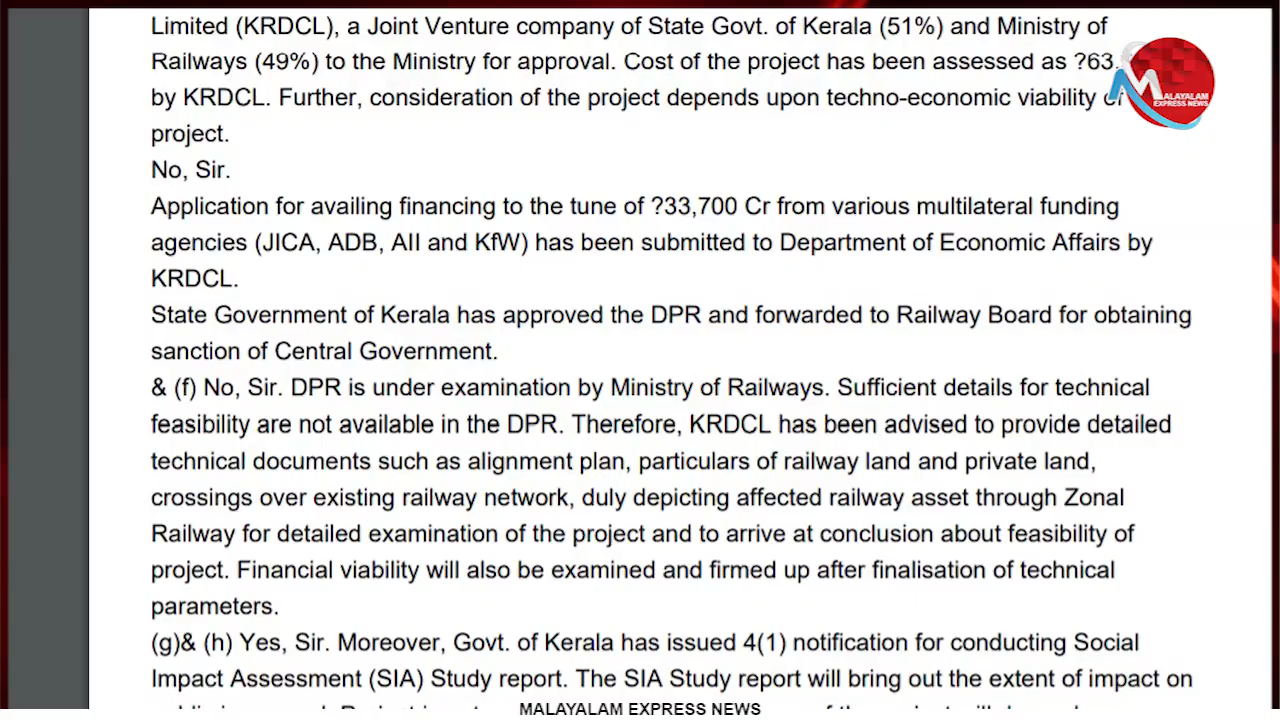 Limited (KRDCL), a Joint Venture company of State Govt. of Kerala (51%) and Ministry of
Railways (49%) to the Ministry for approval. Cost of the project has been assessed as ?63.
by KRDCL. Further, consideration of the project depends upon techno-economic viability
project.
No, Sir.
Application for availing financing to the tune of ?33,700 Cr from various multilateral funding
agencies (JICA, ADB, AII and KfW) has been submitted to Department of Economic Affairs by
KRDCL.
State Government of Kerala has approved the DPR and forwarded to Railway Board for obtaining
sanction of Central Government.
& (f) No, Sir. DPR is under examination by Ministry of Railways. Sufficient details for technical
feasibility are not available in the DPR. Therefore, KRDCL has been advised to provide detailed
technical documents such as alignment plan, particulars of railway land and private land,
crossings over existing railway network, duly depicting affected railway asset through Zonal
Railway for detailed examination of the project and to arrive at conclusion about feasibility of
project. Financial viability will also be examined and firmed up after finalisation of technical
parameters.
(g)& (h) Yes, Sir. Moreover, Govt. of Kerala has issued 4(1) notification for conducting Social
Impact Assessment (SIA) Study report. The SIA Study report will bring out the extent of impact on
MALAYALAM
EXPRESS NEWS
MALAYALAM EXPRESS NEWS